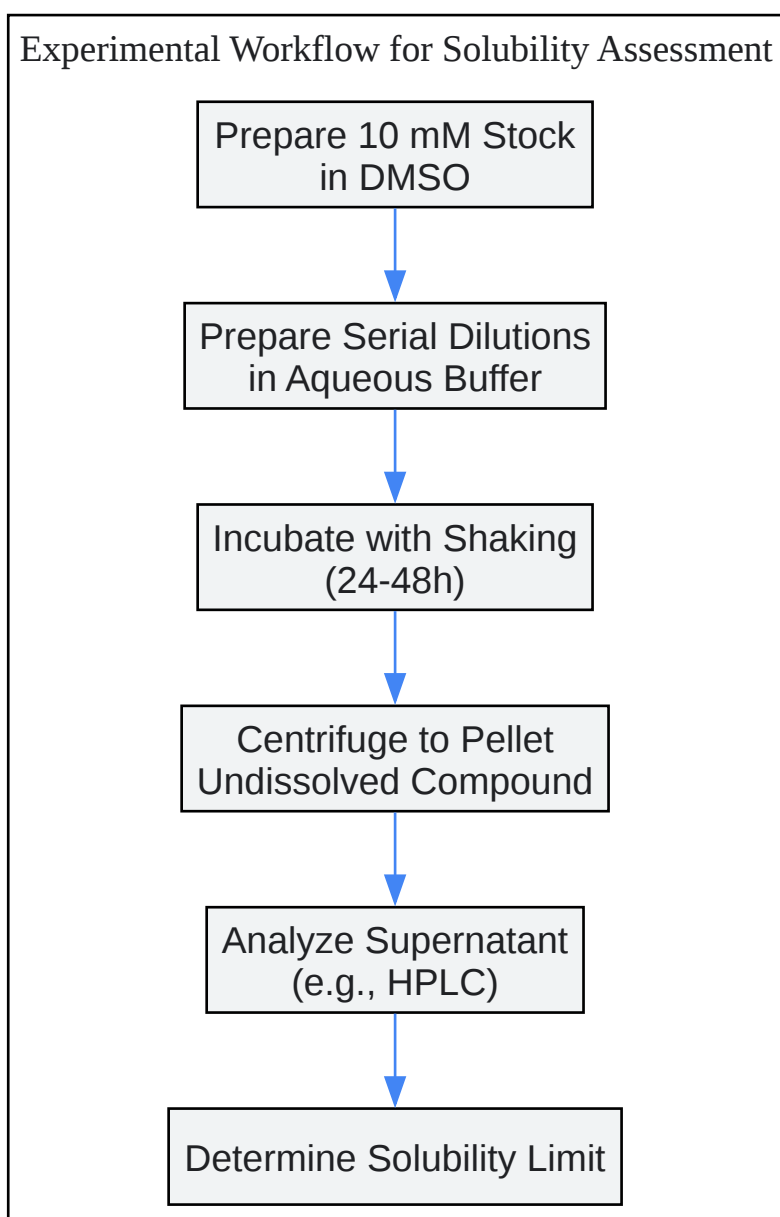 Experimental Workflow for Solubility Assessment
Prepare 10 mM Stock
in DMSO
Prepare Serial Dilutions
in Aqueous Buffer
Incubate with Shaking
(24-48h)
Centrifuge to Pellet
Undissolved Compound
Analyze Supernatant
(e.g., HPLC)
Determine Solubility Limit